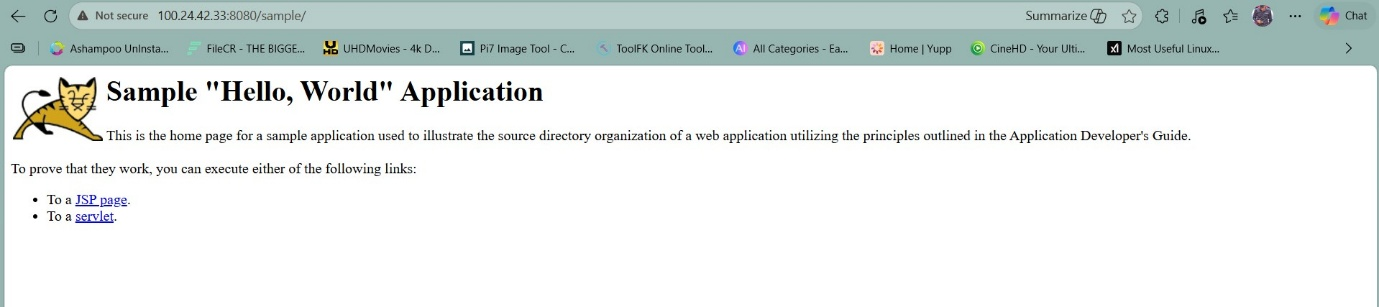 Not secure 100.24.42.33:8080/sample/ Summarize Chat
Ashampoo UnInsta... FileCR - THE BIGGE... UHDMovies - 4k D... Pi7 Image Tool - C... ToolFK Online Tool... AI All Categories - Ea... Home | Yupp CineHD - Your Ulti... Most Useful Linux...
Sample "Hello, World" Application
This is the home page for a sample application used to illustrate the source directory organization of a web application utilizing the principles outlined in the Application Developer's Guide.
To prove that they work, you can execute either of the following links:
• To a JSP page.
• To a servlet.